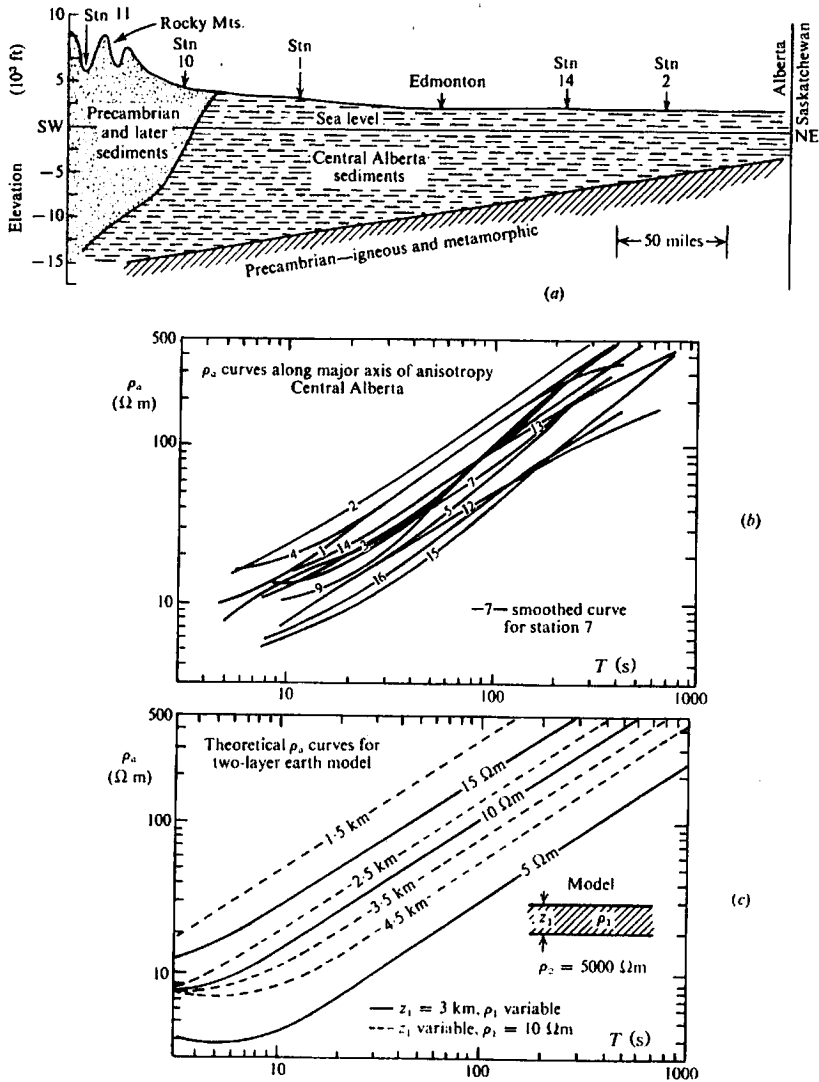 10
Stn 11
Rocky Mts.
Stn
10
Stn
1
Edmonton
Stn
14
Stn
2
Alberta
Saskatchewan
(10³ ft)
5
SW
Elevation
−5
−10
−15
Precambrian
and later
sediments
Sea level
NE
Central Alberta
sediments
Precambrian—igneous and metamorphic
50 miles
(a)
500
ρₐ
(Ω m)
100
10
ρₐ curves along major axis of anisotropy
Central Alberta
2
4
1
14
3
9
16
15
12
5
7
13
(b)
—7— smoothed curve
for station 7
T (s)
10
100
1000
500
ρₐ
(Ω m)
100
10
Theoretical ρₐ curves for
two-layer earth model
1·5 km
15 Ωm
2·5 km
10 Ωm
3·5 km
4·5 km
5 Ωm
Model
z₁
ρ₁
ρ₂ = 5000 Ωm
(c)
— z₁ = 3 km, ρ₁ variable
--- z₁ variable, ρ₁ = 10 Ωm
T (s)
10
100
1000